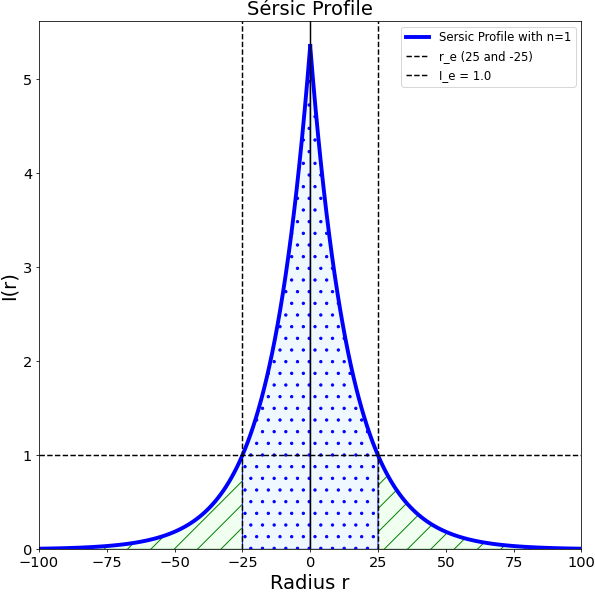 Sérsic Profile
Sersic Profile with n=1
r_e (25 and -25)
I_e = 1.0
I(r)
5
4
3
2
1
0
−100 −75 −50 −25 0 25 50 75 100
Radius r